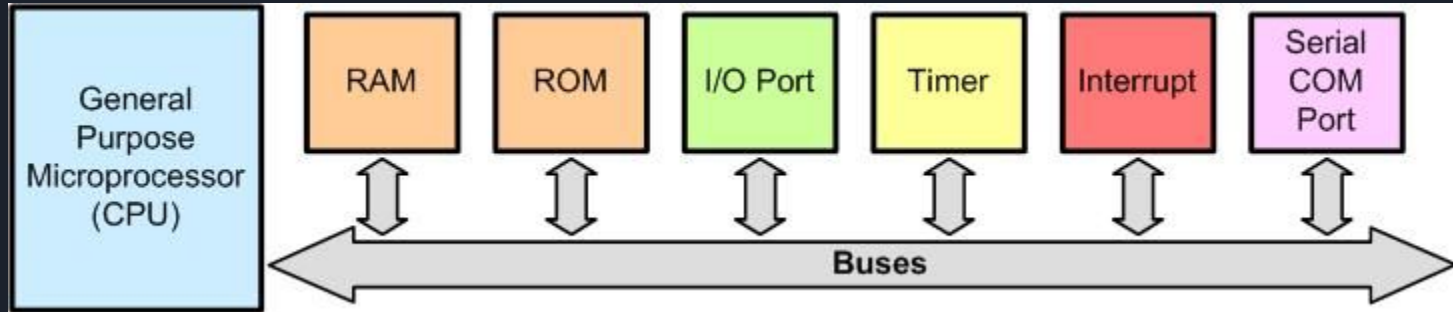 General
Purpose
Microprocessor
(CPU)
RAM
ROM
I/O Port
Timer
Interrupt
Serial
COM
Port
Buses